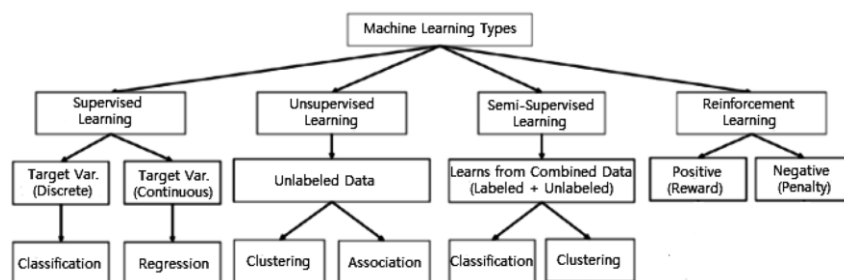 Machine Learning Types
Supervised
Learning
Unsupervised
Learning
Semi-Supervised
Learning
Reinforcement
Learning
Target Var.
(Discrete)
Target Var.
(Continuous)
Unlabeled Data
Learns from Combined Data
(Labeled + Unlabeled)
Positive
(Reward)
Negative
(Penalty)
Classification
Regression
Clustering
Association
Classification
Clustering